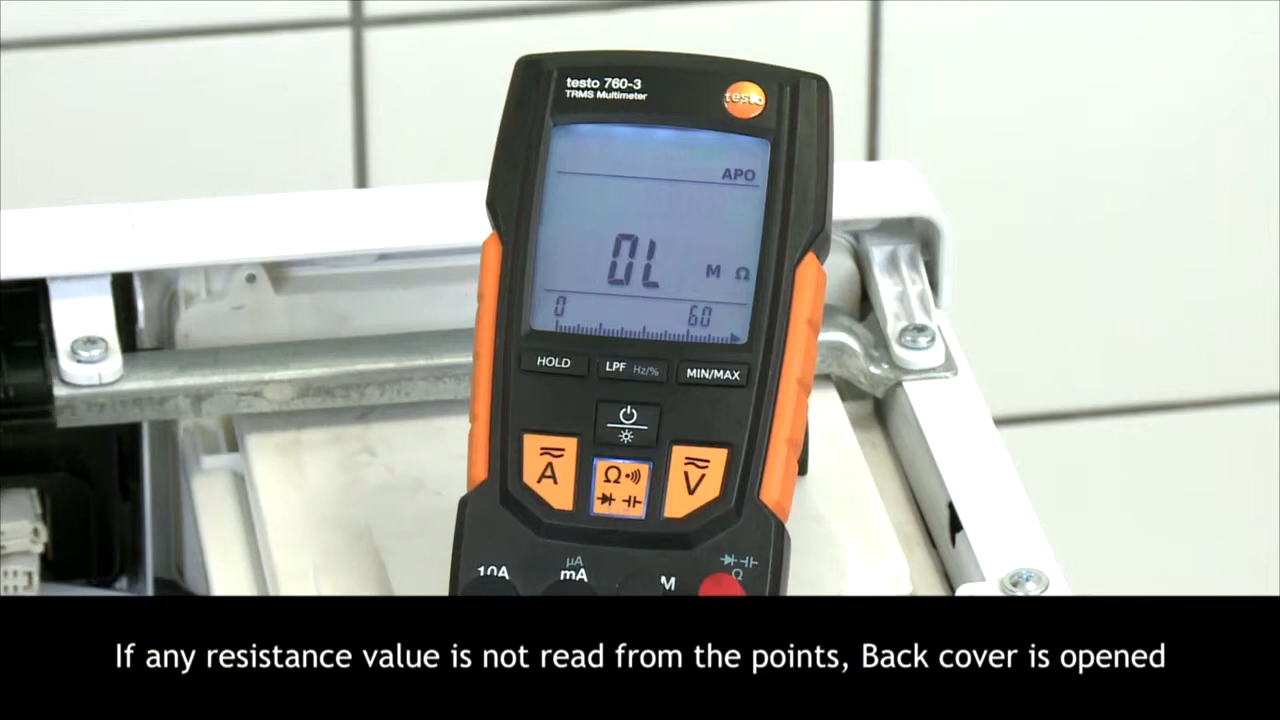 testo 760-3
TRMS Multimeter
testo
APO
OL M Ω
0 60
HOLD
LPF Hz/%
MIN/MAX
A
Ω
V
10A
µA
mA
M
Ω
If any resistance value is not read from the points, Back cover is opened